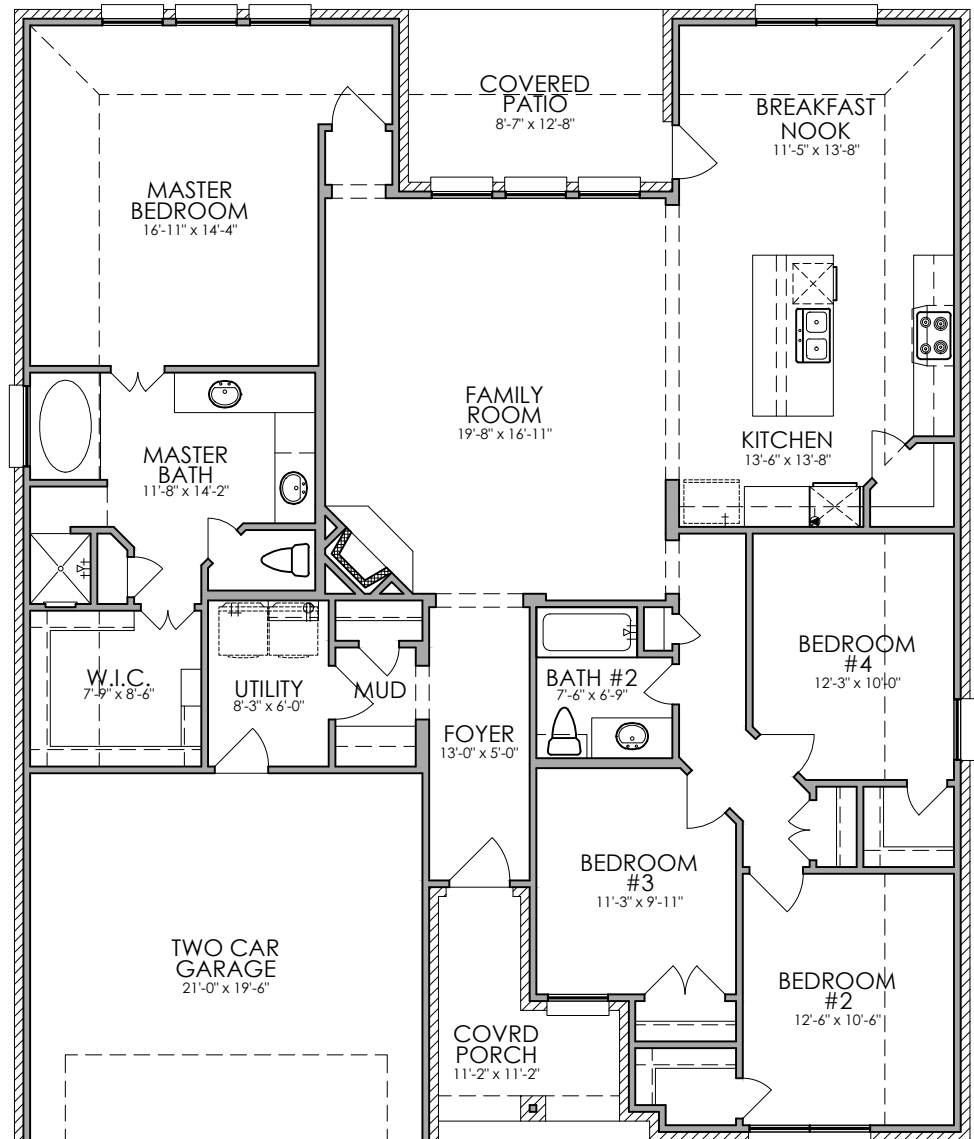 COVERED
PATIO
8'-7" x 12'-8"
BREAKFAST
NOOK
11'-5" x 13'-8"
MASTER
BEDROOM
16'-11" x 14'-4"
FAMILY
ROOM
19'-8" x 16'-11"
KITCHEN
13'-6" x 13'-8"
MASTER
BATH
11'-8" x 14'-2"
W.I.C.
7'-9" x 8'-6"
UTILITY
8'-3" x 6'-0"
MUD
FOYER
13'-0" x 5'-0"
BATH #2
7'-6" x 6'-9"
BEDROOM
#4
12'-3" x 10'-0"
BEDROOM
#3
11'-3" x 9'-11"
TWO CAR
GARAGE
21'-0" x 19'-6"
COVRD
PORCH
11'-2" x 11'-2"
BEDROOM
#2
12'-6" x 10'-6"